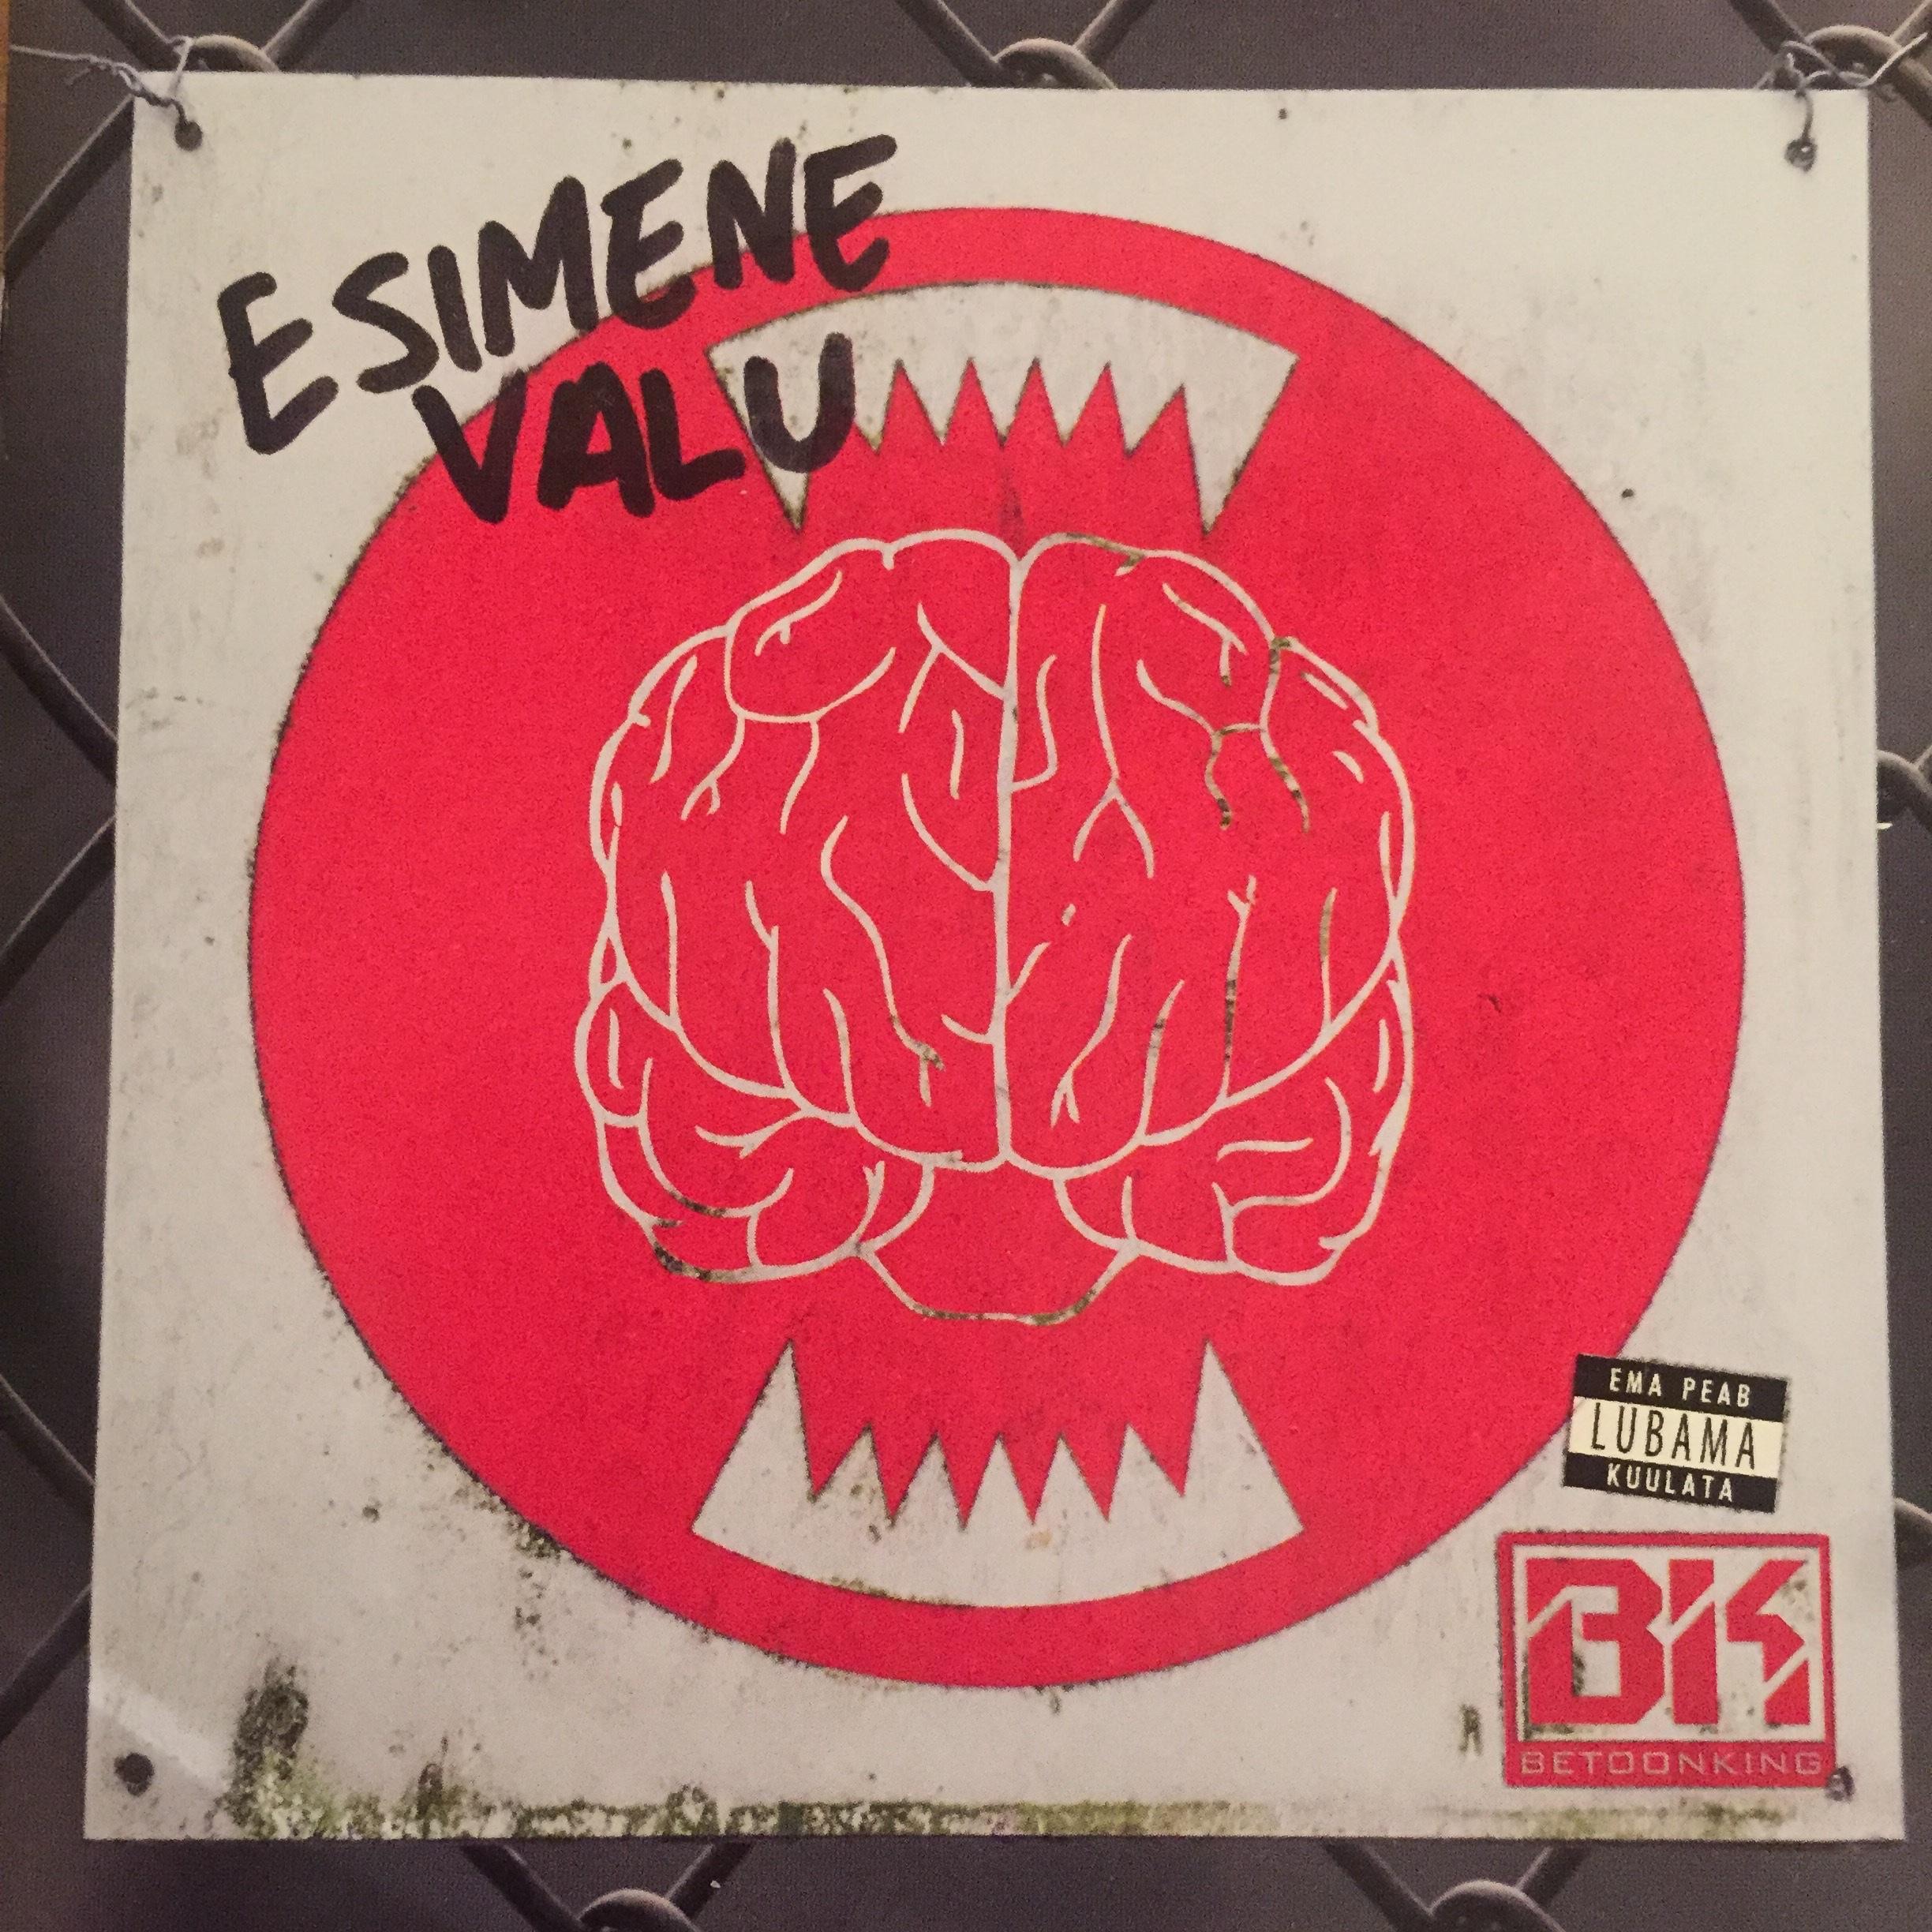 ESIMENE
VALU
EMA PEAB
LUBAMA
KUULATA
BK
BETOONKING